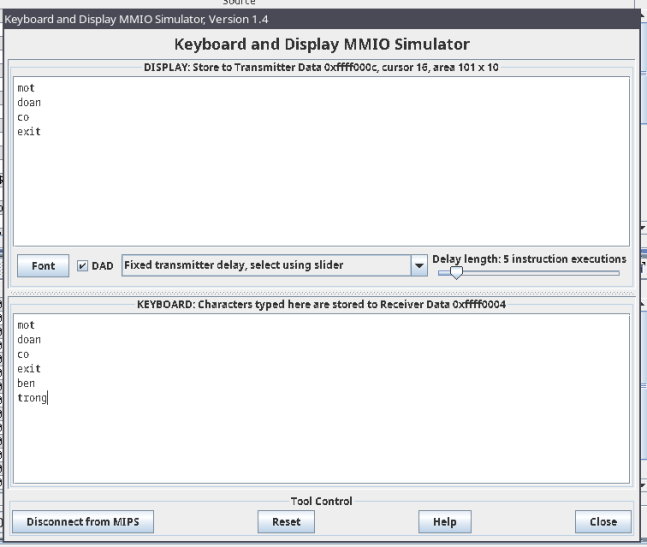 Source
Keyboard and Display MMIO Simulator, Version 1.4
Keyboard and Display MMIO Simulator
DISPLAY: Store to Transmitter Data 0xffff000c, cursor 16, area 101 x 10
mot
doan
co
exit
Font
DAD
Fixed transmitter delay, select using slider
Delay length: 5 instruction executions
KEYBOARD: Characters typed here are stored to Receiver Data 0xffff0004
mot
doan
co
exit
ben
trong
Tool Control
Disconnect from MIPS
Reset
Help
Close